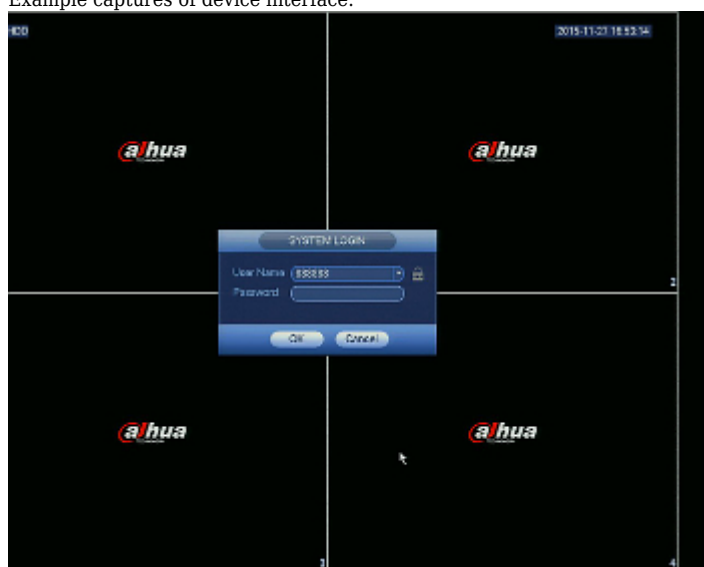 Example captures of device interface:
HDD
2015-11-27 16:53:14
alhua
alhua
SYSTEM LOGIN
User Name 888888
Password
2
OK Cancel
alhua
alhua
3
4